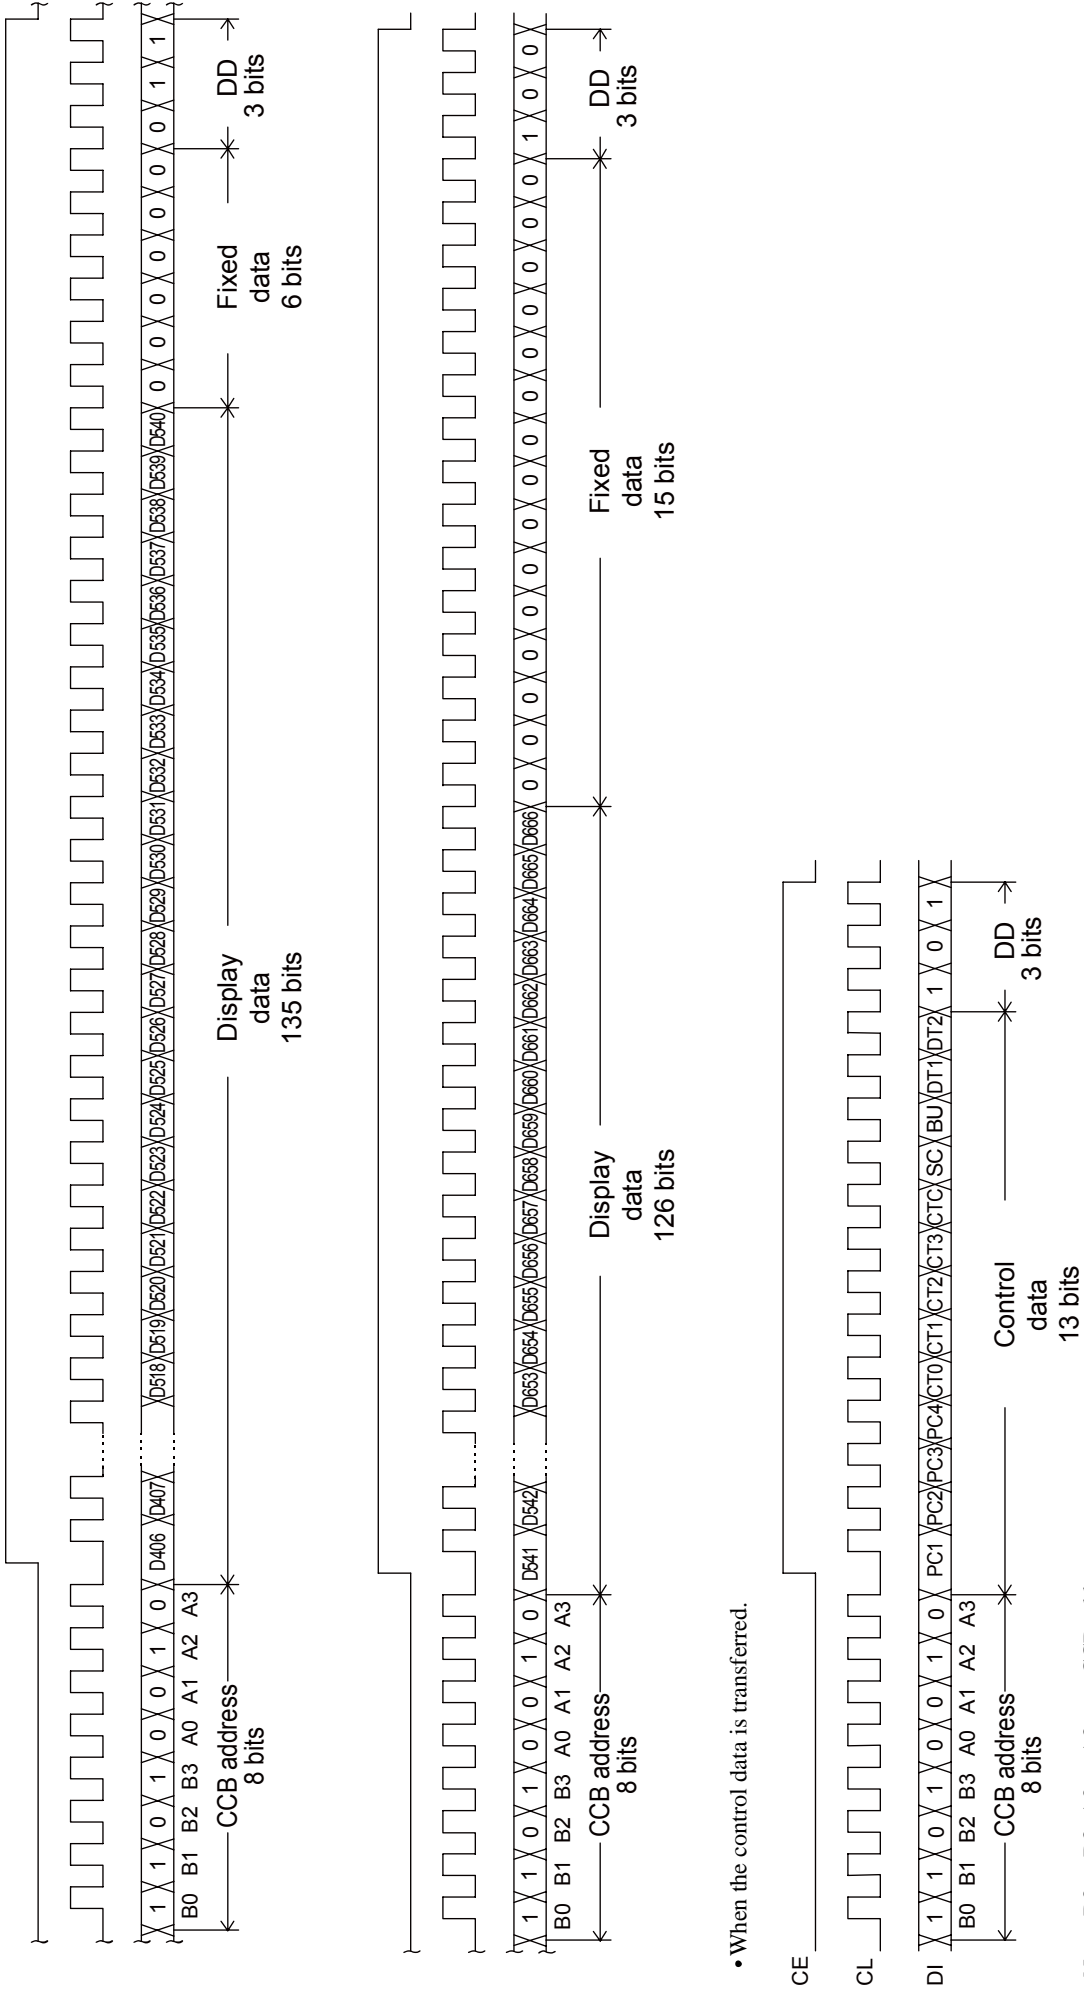 1 1 0 1 0 0 1 0 D406 D407 D518 D519 D520 D521 D522 D523 D524 D525 D526 D527 D528 D529 D530 D531 D532 D533 D534 D535 D536 D537 D538 D539 D540 0 0 0 0 0 0 0 1 1
B0 B1 B2 B3 A0 A1 A2 A3
CCB address
8 bits
Display
data
135 bits
Fixed
data
6 bits
DD
3 bits
1 1 0 1 0 0 1 0 D541 D542 D653 D654 D655 D656 D657 D658 D659 D660 D661 D662 D663 D664 D665 D666 0 0 0 0 0 0 0 0 0 0 0 0 0 0 0 1 0 0
B0 B1 B2 B3 A0 A1 A2 A3
CCB address
8 bits
Display
data
126 bits
Fixed
data
15 bits
DD
3 bits
• When the control data is transferred.
CE
CL
DI 1 1 0 1 0 0 1 0 PC1 PC2 PC3 PC4 CT0 CT1 CT2 CT3 CTC SC BU DT1 DT2 1 0 1
B0 B1 B2 B3 A0 A1 A2 A3
CCB address
8 bits
Control
data
13 bits
DD
3 bits